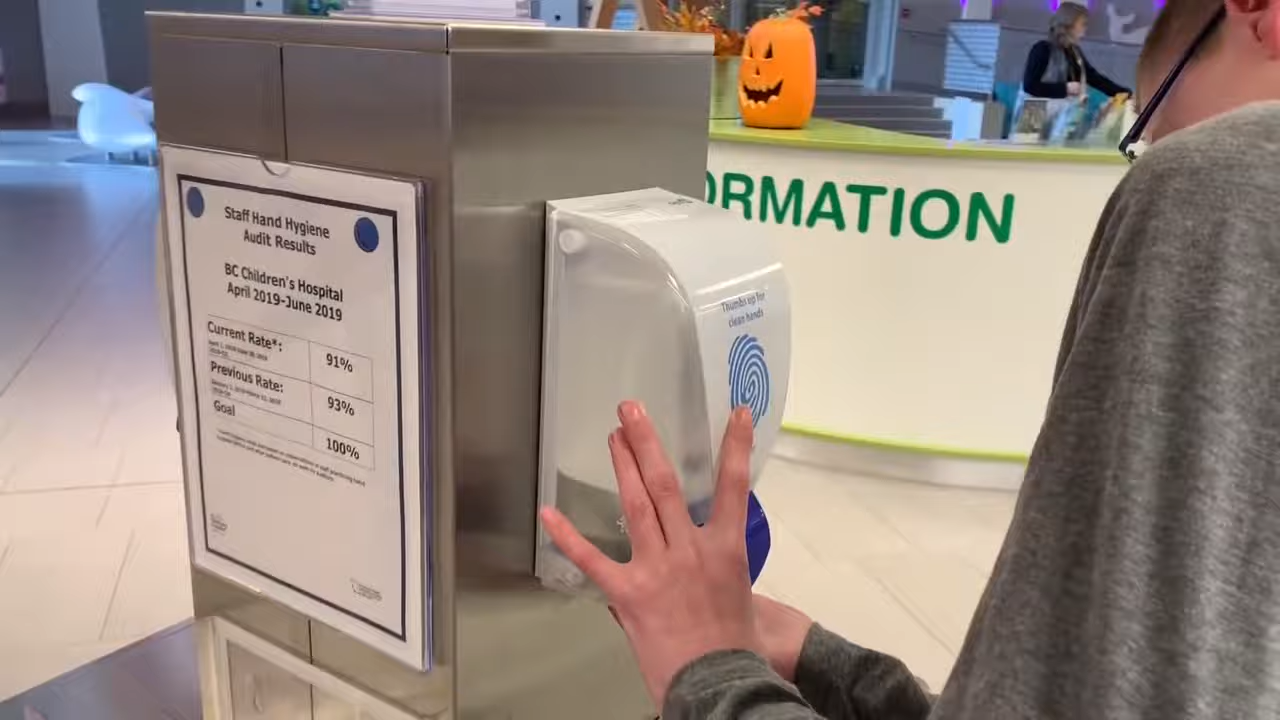 Staff Hand Hygiene
Audit Results
BC Children's Hospital
April 2019-June 2019
Current Rate*:
91%
Previous Rate:
93%
Goal
100%
Thumbs up for
clean hands
ORMATION